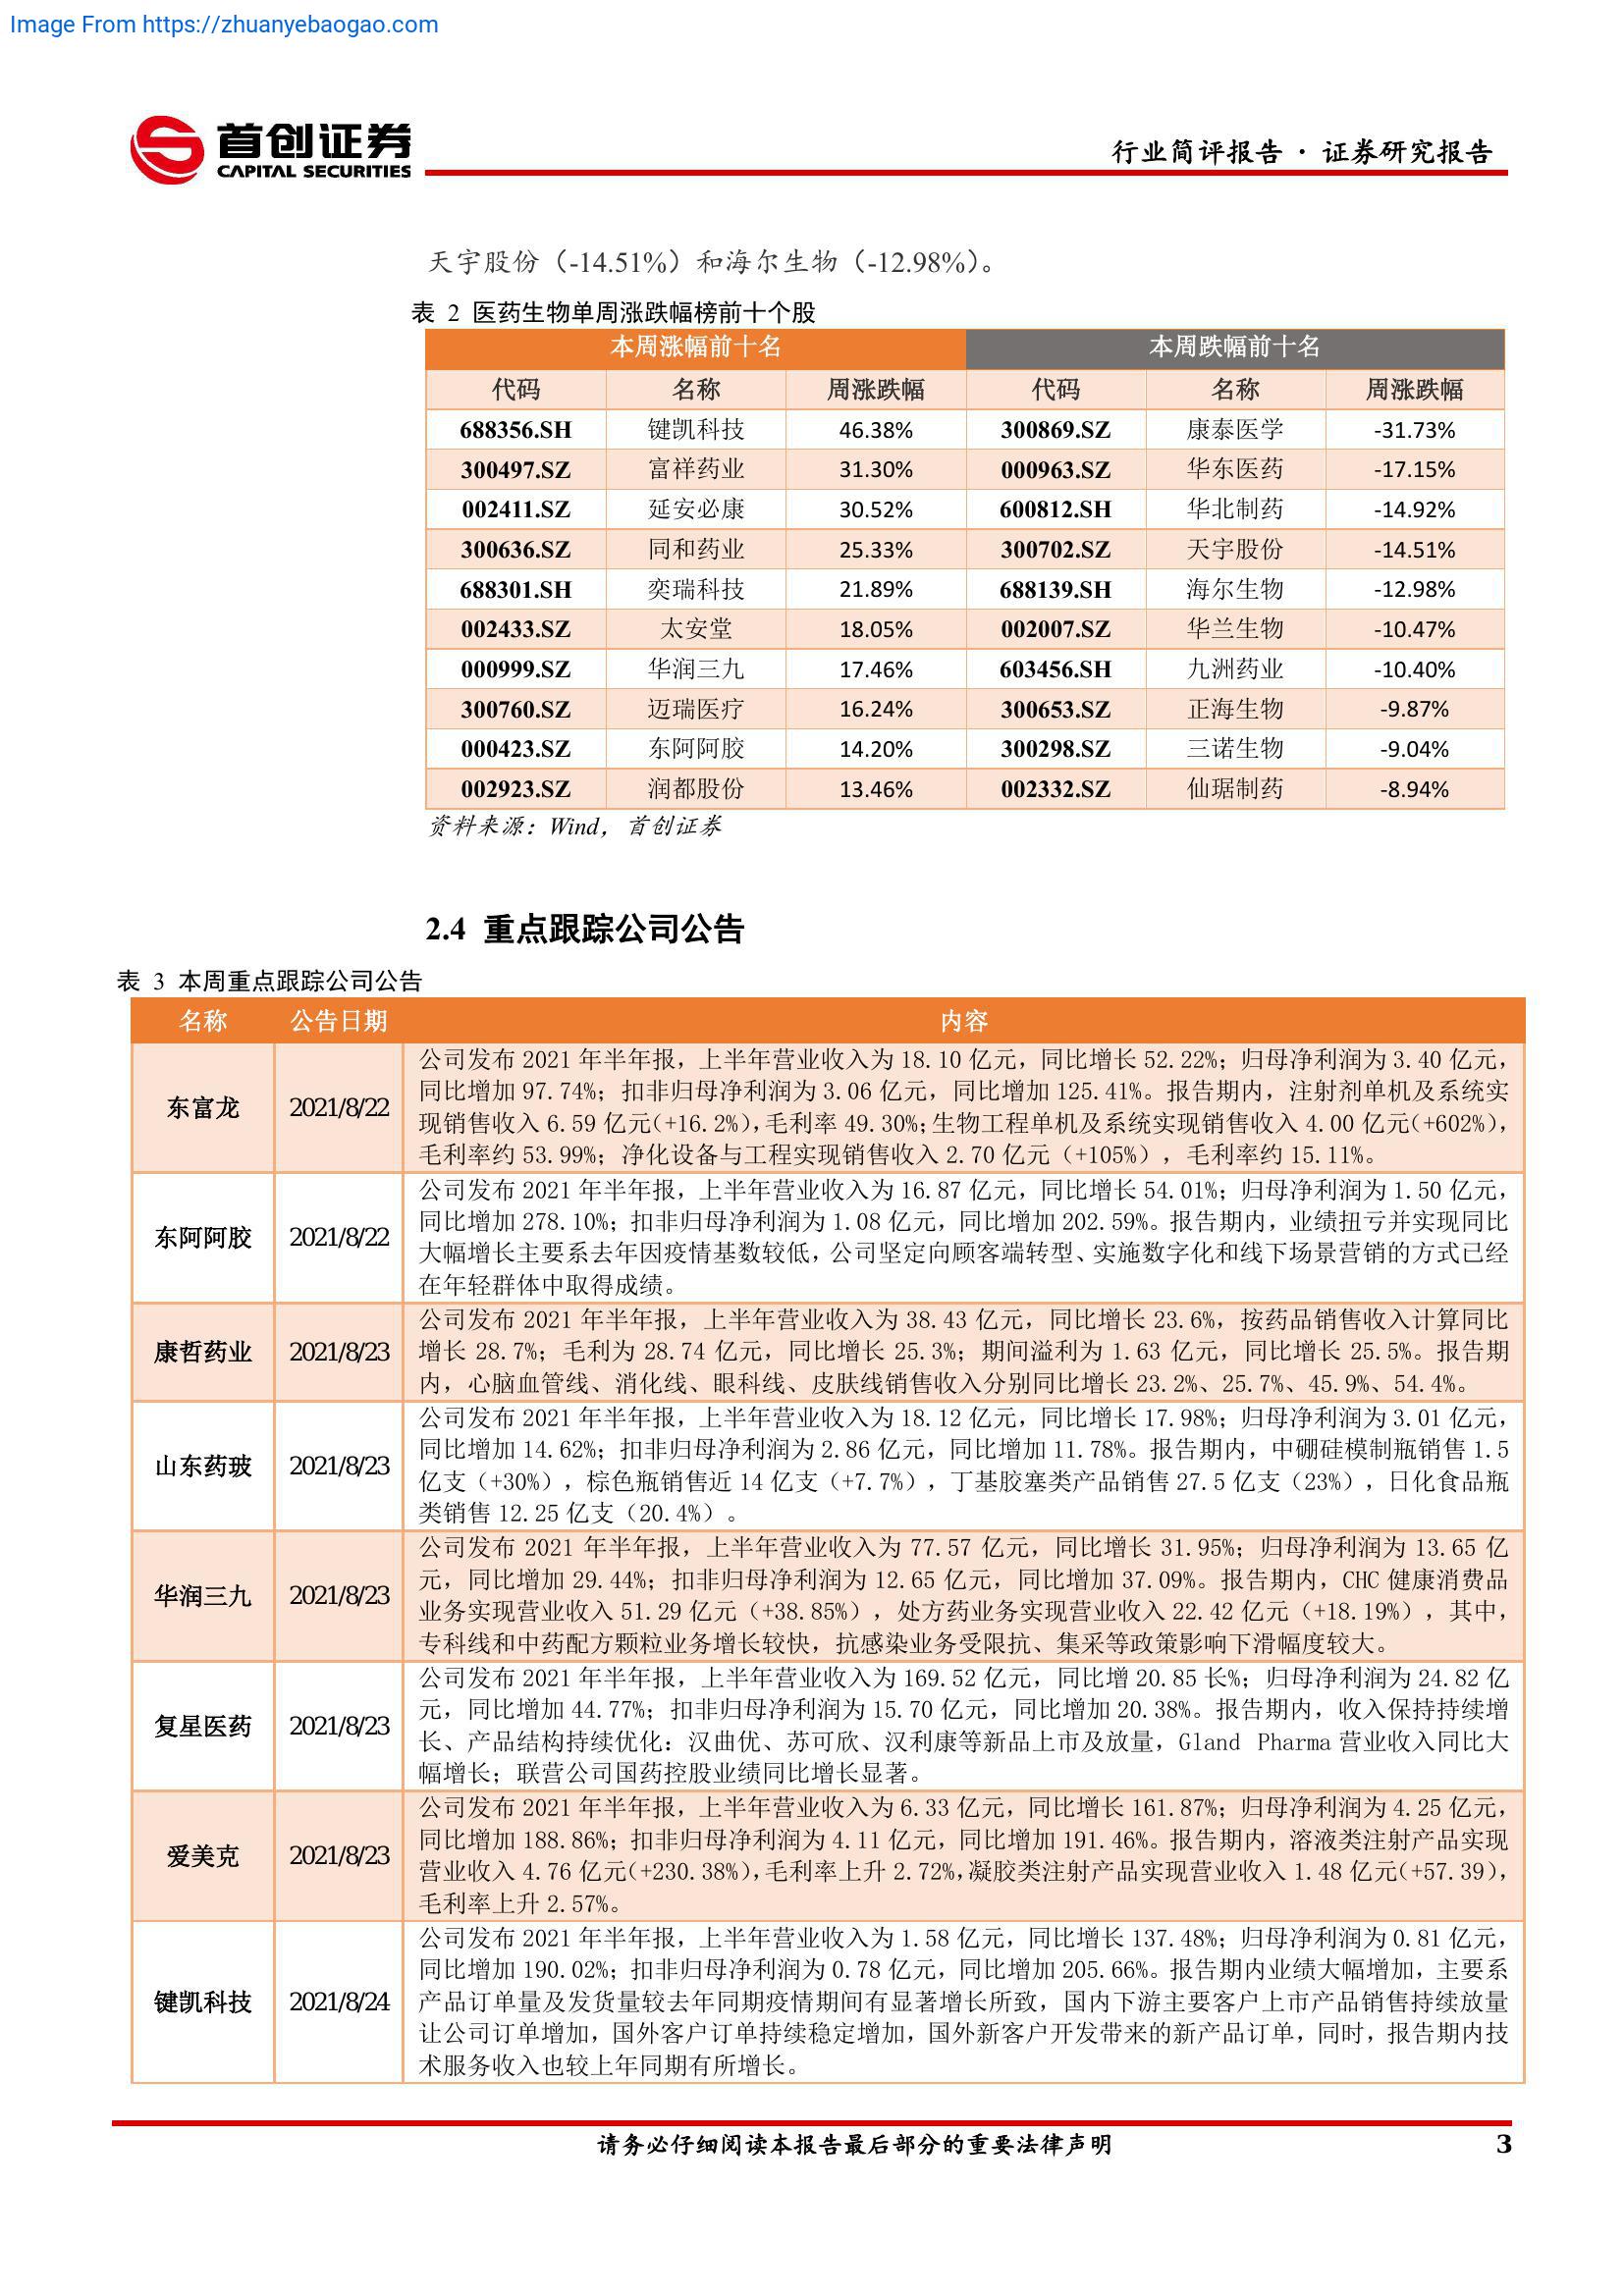 Image From https://zhuanyebaogao.com
首创证券
CAPITAL SECURITIES
行业简评报告 · 证券研究报告
天宇股份（-14.51%）和海尔生物（-12.98%）。
表 2 医药生物单周涨跌幅榜前十个股
本周涨幅前十名 本周跌幅前十名
代码 名称 周涨跌幅 代码 名称 周涨跌幅
688356.SH 键凯科技 46.38% 300869.SZ 康泰医学 -31.73%
300497.SZ 富祥药业 31.30% 000963.SZ 华东医药 -17.15%
002411.SZ 延安必康 30.52% 600812.SH 华北制药 -14.92%
300636.SZ 同和药业 25.33% 300702.SZ 天宇股份 -14.51%
688301.SH 奕瑞科技 21.89% 688139.SH 海尔生物 -12.98%
002433.SZ 太安堂 18.05% 002007.SZ 华兰生物 -10.47%
000999.SZ 华润三九 17.46% 603456.SH 九洲药业 -10.40%
300760.SZ 迈瑞医疗 16.24% 300653.SZ 正海生物 -9.87%
000423.SZ 东阿阿胶 14.20% 300298.SZ 三诺生物 -9.04%
002923.SZ 润都股份 13.46% 002332.SZ 仙琚制药 -8.94%
资料来源：Wind，首创证券
2.4 重点跟踪公司公告
表 3 本周重点跟踪公司公告
名称 公告日期 内容
东富龙 2021/8/22
公司发布 2021 年半年报，上半年营业收入为 18.10 亿元，同比增长 52.22%；归母净利润为 3.40 亿元，
同比增加 97.74%；扣非归母净利润为 3.06 亿元，同比增加 125.41%。报告期内，注射剂单机及系统实
现销售收入 6.59 亿元（+16.2%），毛利率 49.30%；生物工程单机及系统实现销售收入 4.00 亿元（+602%），
毛利率约 53.99%；净化设备与工程实现销售收入 2.70 亿元（+105%），毛利率约 15.11%。
东阿阿胶 2021/8/22
公司发布 2021 年半年报，上半年营业收入为 16.87 亿元，同比增长 54.01%；归母净利润为 1.50 亿元，
同比增加 278.10%；扣非归母净利润为 1.08 亿元，同比增加 202.59%。报告期内，业绩扭亏并实现同比
大幅增长主要系去年因疫情基数较低，公司坚定向顾客端转型、实施数字化和线下场景营销的方式已经
在年轻群体中取得成绩。
康哲药业 2021/8/23
公司发布 2021 年半年报，上半年营业收入为 38.43 亿元，同比增长 23.6%，按药品销售收入计算同比
增长 28.7%；毛利为 28.74 亿元，同比增长 25.3%；期间溢利为 1.63 亿元，同比增长 25.5%。报告期
内，心脑血管线、消化线、眼科线、皮肤线销售收入分别同比增长 23.2%、25.7%、45.9%、54.4%。
山东药玻 2021/8/23
公司发布 2021 年半年报，上半年营业收入为 18.12 亿元，同比增长 17.98%；归母净利润为 3.01 亿元，
同比增加 14.62%；扣非归母净利润为 2.86 亿元，同比增加 11.78%。报告期内，中硼硅模制瓶销售 1.5
亿支（+30%），棕色瓶销售近 14 亿支（+7.7%），丁基胶塞类产品销售 27.5 亿支（23%），日化食品瓶
类销售 12.25 亿支（20.4%）。
华润三九 2021/8/23
公司发布 2021 年半年报，上半年营业收入为 77.57 亿元，同比增长 31.95%；归母净利润为 13.65 亿
元，同比增加 29.44%；扣非归母净利润为 12.65 亿元，同比增加 37.09%。报告期内，CHC 健康消费品
业务实现营业收入 51.29 亿元（+38.85%），处方药业务实现营业收入 22.42 亿元（+18.19%），其中，
专科线和中药配方颗粒业务增长较快，抗感染业务受限抗、集采等政策影响下滑幅度较大。
复星医药 2021/8/23
公司发布 2021 年半年报，上半年营业收入为 169.52 亿元，同比增 20.85 长%；归母净利润为 24.82 亿
元，同比增加 44.77%；扣非归母净利润为 15.70 亿元，同比增加 20.38%。报告期内，收入保持持续增
长、产品结构持续优化：汉曲优、苏可欣、汉利康等新品上市及放量，Gland Pharma 营业收入同比大
幅增长；联营公司国药控股业绩同比增长显著。
爱美克 2021/8/23
公司发布 2021 年半年报，上半年营业收入为 6.33 亿元，同比增长 161.87%；归母净利润为 4.25 亿元，
同比增加 188.86%；扣非归母净利润为 4.11 亿元，同比增加 191.46%。报告期内，溶液类注射产品实现
营业收入 4.76 亿元（+230.38%），毛利率上升 2.72%，凝胶类注射产品实现营业收入 1.48 亿元（+57.39），
毛利率上升 2.57%。
键凯科技 2021/8/24
公司发布 2021 年半年报，上半年营业收入为 1.58 亿元，同比增长 137.48%；归母净利润为 0.81 亿元，
同比增加 190.02%；扣非归母净利润为 0.78 亿元，同比增加 205.66%。报告期内业绩大幅增加，主要系
产品订单量及发货量较去年同期疫情期间有显著增长所致，国内下游主要客户上市产品销售持续放量
让公司订单增加，国外客户订单持续稳定增加，国外新客户开发带来的新产品订单，同时，报告期内技
术服务收入也较上年同期有所增长。
请务必仔细阅读本报告最后部分的重要法律声明 3